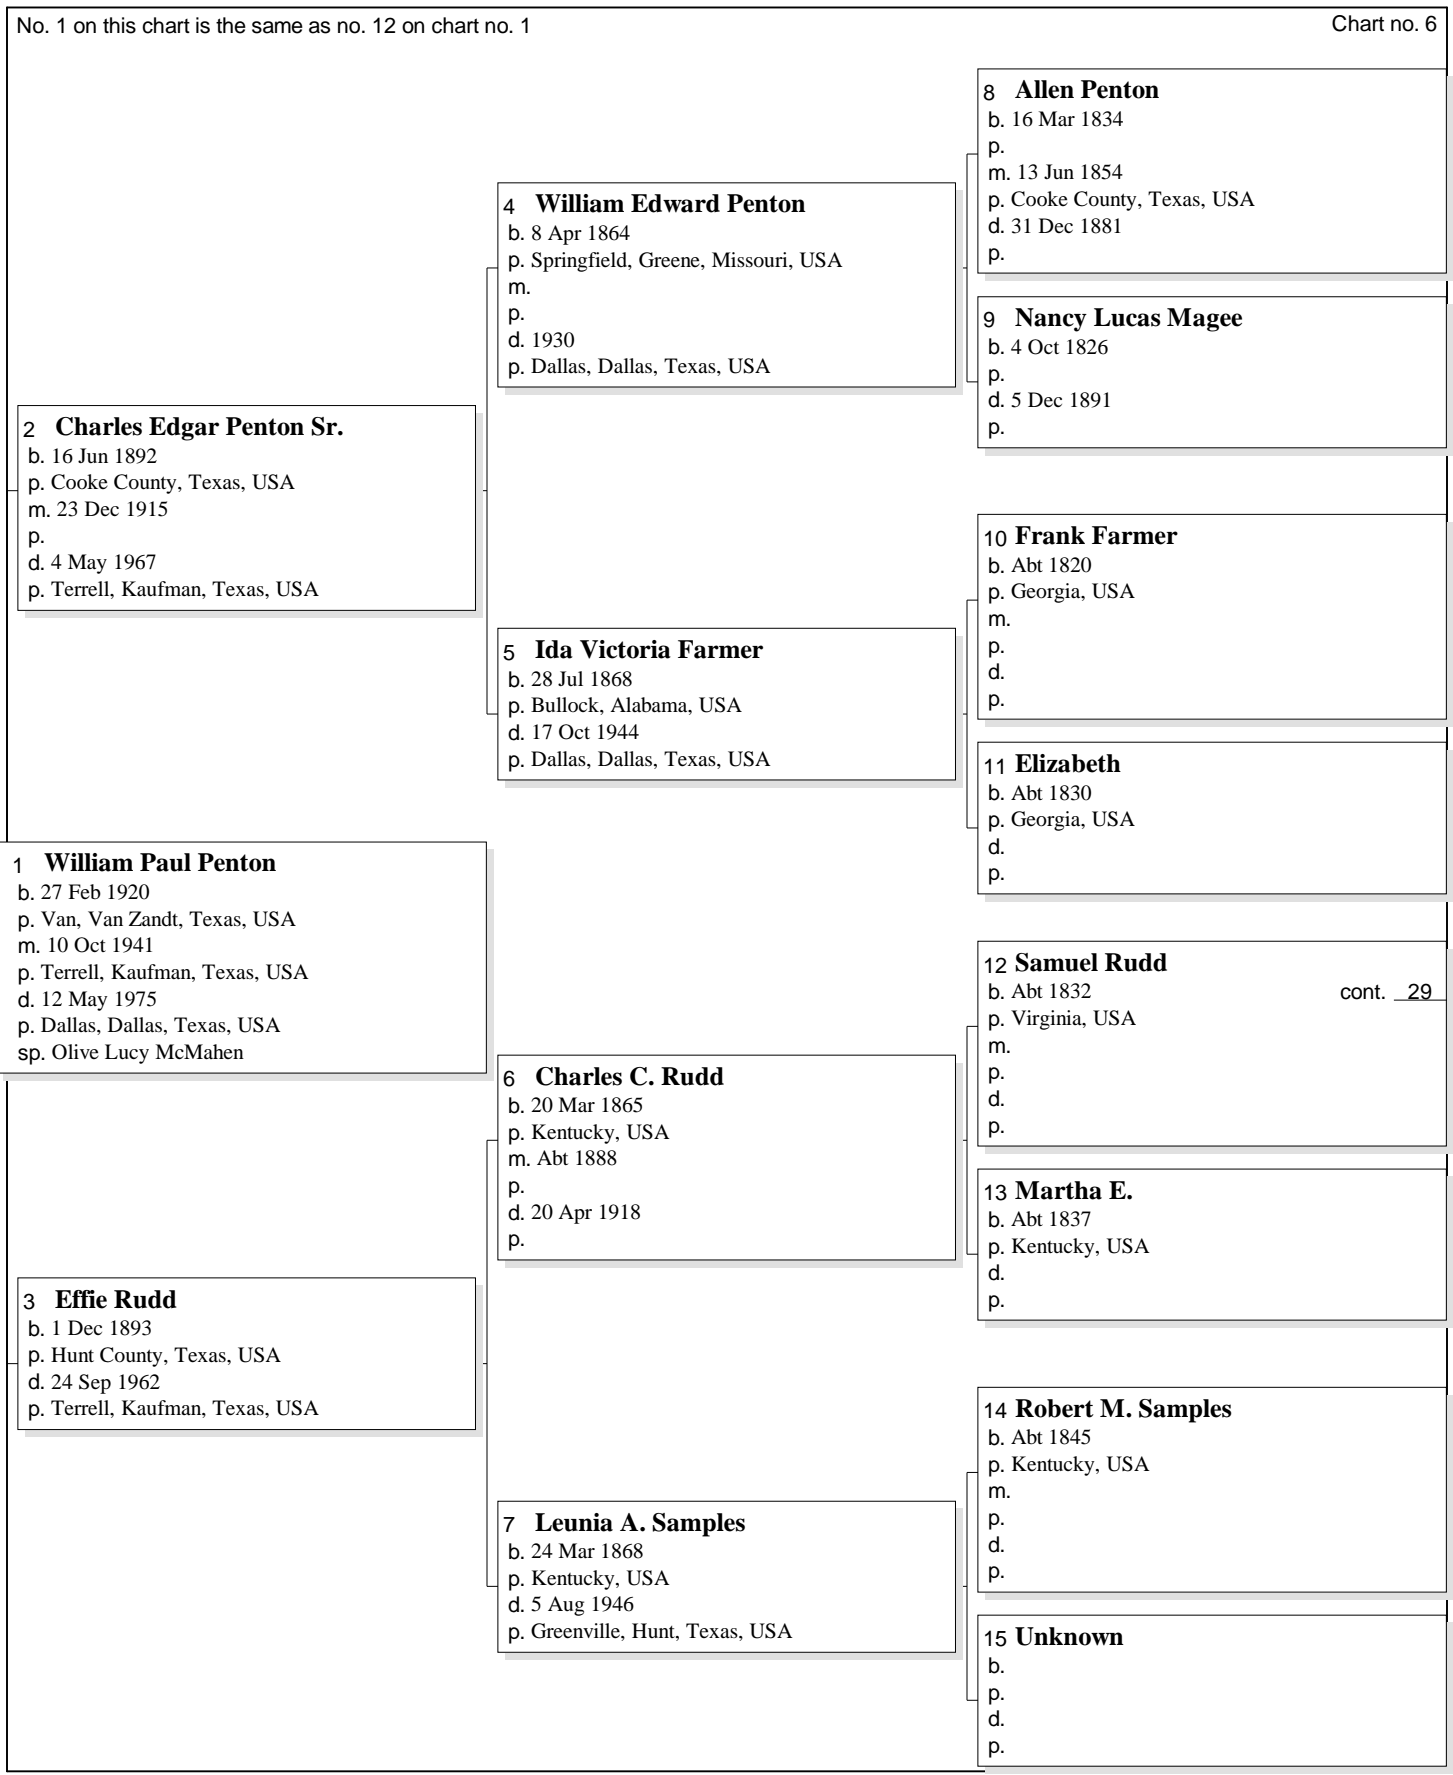 No. 1 on this chart is the same as no. 12 on chart no. 1
Chart no. 6
8 Allen Penton
b. 16 Mar 1834
p.
m. 13 Jun 1854
p. Cooke County, Texas, USA
d. 31 Dec 1881
p.
4 William Edward Penton
b. 8 Apr 1864
p. Springfield, Greene, Missouri, USA
m.
p.
d. 1930
p. Dallas, Dallas, Texas, USA
9 Nancy Lucas Magee
b. 4 Oct 1826
p.
d. 5 Dec 1891
p.
2 Charles Edgar Penton Sr.
b. 16 Jun 1892
p. Cooke County, Texas, USA
m. 23 Dec 1915
p.
d. 4 May 1967
p. Terrell, Kaufman, Texas, USA
10 Frank Farmer
b. Abt 1820
p. Georgia, USA
m.
p.
d.
p.
5 Ida Victoria Farmer
b. 28 Jul 1868
p. Bullock, Alabama, USA
d. 17 Oct 1944
p. Dallas, Dallas, Texas, USA
11 Elizabeth
b. Abt 1830
p. Georgia, USA
d.
p.
1 William Paul Penton
b. 27 Feb 1920
p. Van, Van Zandt, Texas, USA
m. 10 Oct 1941
p. Terrell, Kaufman, Texas, USA
d. 12 May 1975
p. Dallas, Dallas, Texas, USA
sp. Olive Lucy McMahen
12 Samuel Rudd
b. Abt 1832
cont. 29
p. Virginia, USA
m.
p.
d.
p.
6 Charles C. Rudd
b. 20 Mar 1865
p. Kentucky, USA
m. Abt 1888
p.
d. 20 Apr 1918
p.
13 Martha E.
b. Abt 1837
p. Kentucky, USA
d.
p.
3 Effie Rudd
b. 1 Dec 1893
p. Hunt County, Texas, USA
d. 24 Sep 1962
p. Terrell, Kaufman, Texas, USA
14 Robert M. Samples
b. Abt 1845
p. Kentucky, USA
m.
p.
d.
p.
7 Leunia A. Samples
b. 24 Mar 1868
p. Kentucky, USA
d. 5 Aug 1946
p. Greenville, Hunt, Texas, USA
15 Unknown
b.
p.
d.
p.